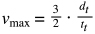 v_max = 3/2 · d_t/t_t